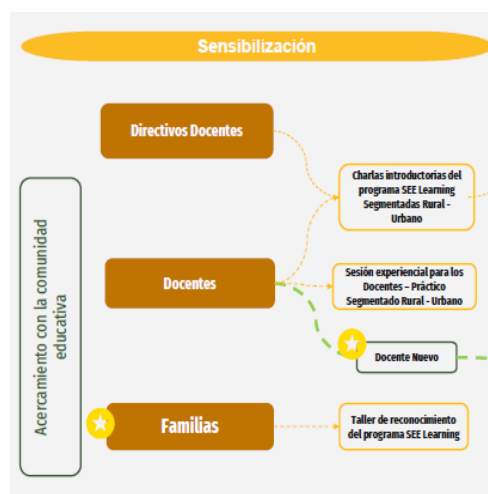 Sensibilización
Directivos Docentes
Charlas introductorias del
programa SEE Learning
Segmentadas Rural -
Urbano
Acercamiento con la comunidad
educativa
Docentes
Sesión experiencial para los
Docentes – Práctico
Segmentado Rural - Urbano
Docente Nuevo
Familias
Taller de reconocimiento
del programa SEE Learning